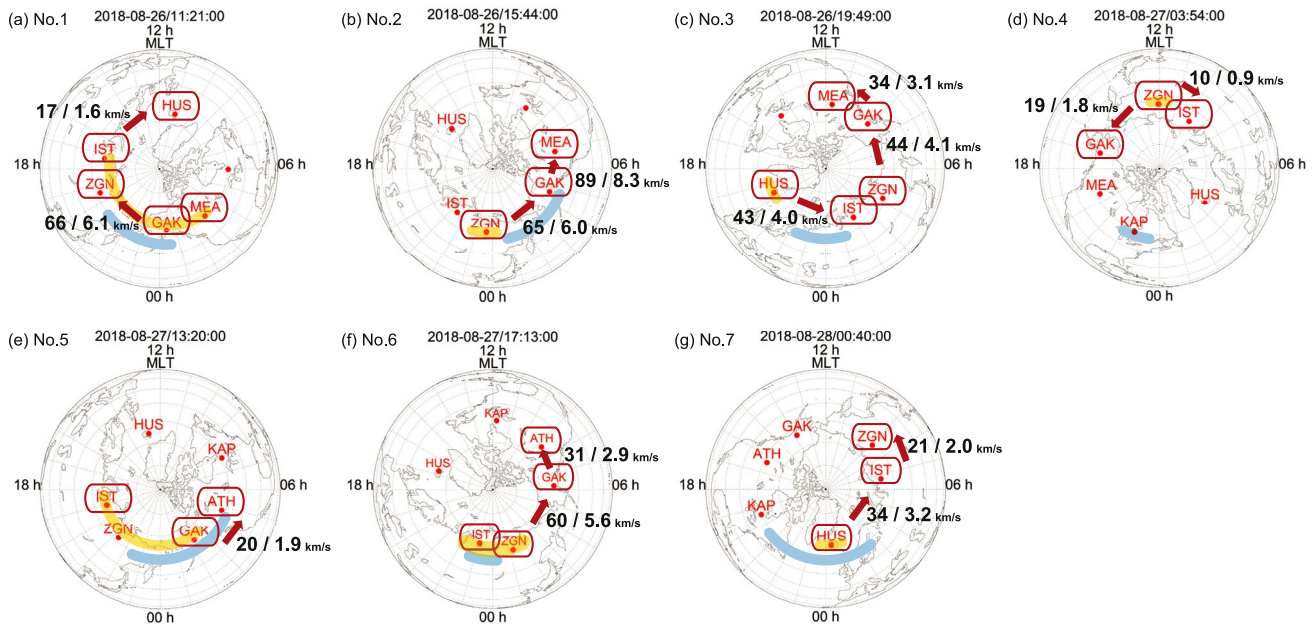 (a) No.1
2018-08-26/11:21:00
12 h
MLT
17 / 1.6 km/s
HUS
IST
18 h
06 h
ZGN
MEA
GAK
66 / 6.1 km/s
00 h
(b) No.2
2018-08-26/15:44:00
12 h
MLT
HUS
MEA
18 h
06 h
GAK
89 / 8.3 km/s
IST
ZGN
65 / 6.0 km/s
00 h
(c) No.3
2018-08-26/19:49:00
12 h
MLT
34 / 3.1 km/s
MEA
GAK
44 / 4.1 km/s
18 h
06 h
HUS
ZGN
IST
43 / 4.0 km/s
00 h
(d) No.4
2018-08-27/03:54:00
12 h
MLT
10 / 0.9 km/s
ZGN
19 / 1.8 km/s
IST
GAK
18 h
06 h
MEA
HUS
KAP
00 h
(e) No.5
2018-08-27/13:20:00
12 h
MLT
HUS
KAP
18 h
06 h
IST
ATH
ZGN
GAK
20 / 1.9 km/s
00 h
(f) No.6
2018-08-27/17:13:00
12 h
MLT
KAP
ATH
31 / 2.9 km/s
HUS
GAK
18 h
06 h
60 / 5.6 km/s
IST
ZGN
00 h
(g) No.7
2018-08-28/00:40:00
12 h
MLT
GAK
ZGN
21 / 2.0 km/s
ATH
IST
18 h
06 h
KAP
34 / 3.2 km/s
HUS
00 h